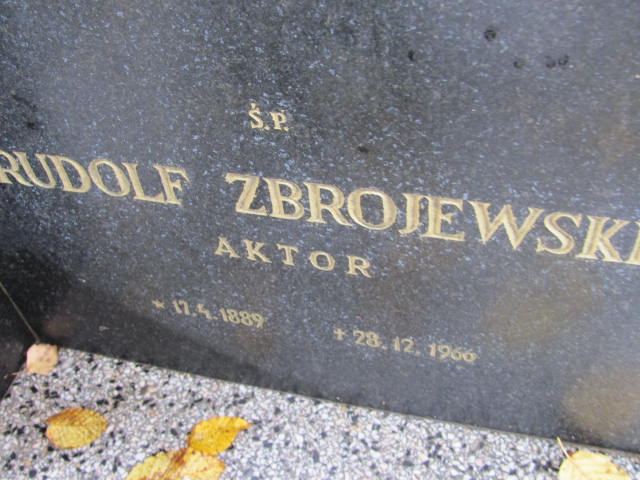 Ś.P.
RUDOLF ZBROJEWSKI
AKTOR
* 17.4.1889 + 28.12.1966